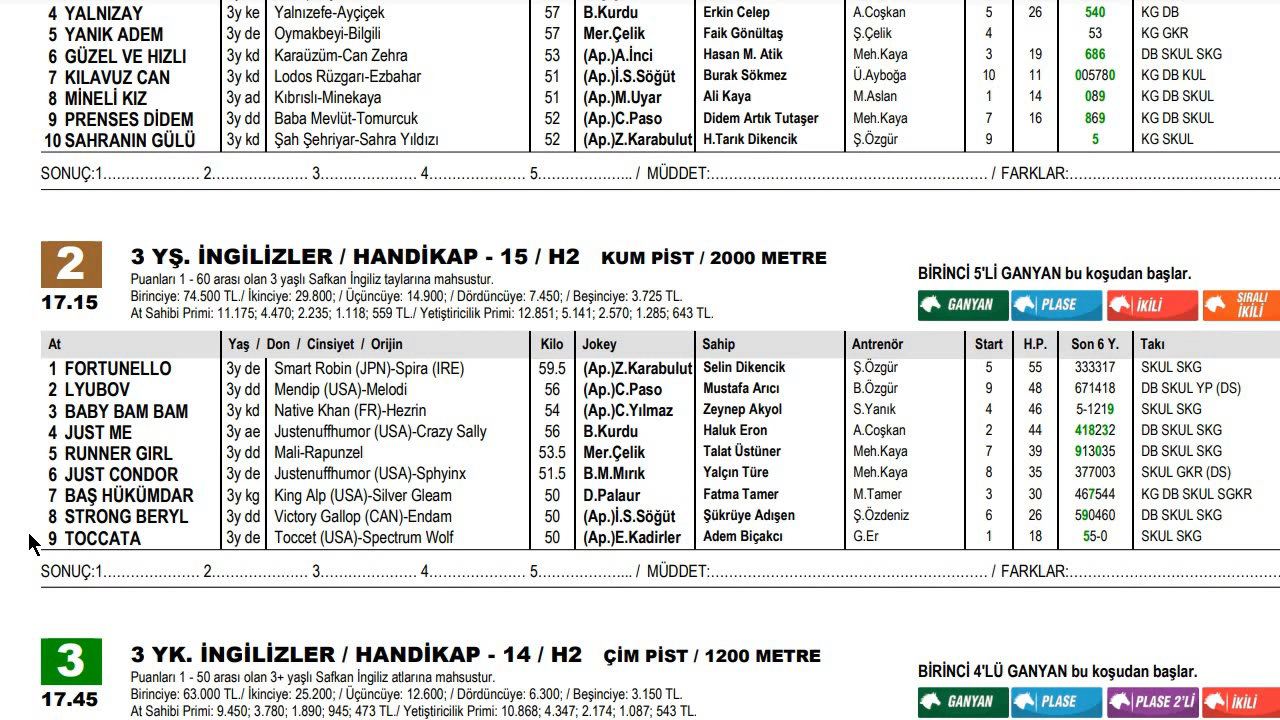 4 YALNIZAY 3y ke Yalnızefe-Ayçiçek 57 B.Kurdu Erkin Celep A.Coşkan 5 26 540 KG DB
5 YANIK ADEM 3y de Oymakbeyi-Bilgili 57 Mer.Çelik Faik Gönültaş Ş.Çelik 4 53 KG GKR
6 GÜZEL VE HIZLI 3y kd Karaüzüm-Can Zehra 53 (Ap.)A.İnci Hasan M. Atik Meh.Kaya 3 19 686 DB SKUL SKG
7 KILAVUZ CAN 3y kd Lodos Rüzgarı-Ezbahar 51 (Ap.)İ.S.Söğüt Burak Sökmez Ü.Ayboğa 10 11 005780 KG DB KUL
8 MİNELİ KIZ 3y ad Kıbrıslı-Minekaya 51 (Ap.)M.Uyar Ali Kaya M.Aslan 1 14 089 KG DB SKUL
9 PRENSES DİDEM 3y dd Baba Mevlüt-Tomurcuk 52 (Ap.)C.Paso Didem Artık Tutaşer Meh.Kaya 7 16 869 KG DB SKUL
10 SAHRANIN GÜLÜ 3y kd Şah Şehriyar-Sahra Yıldızı 52 (Ap.)Z.Karabulut H.Tarık Dikencik Ş.Özgür 9 5 KG SKUL
SONUÇ:1...................... 2...................... 3...................... 4...................... 5...................... / MÜDDET:................................................................ / FARKLAR:................................................
2 3 YŞ. İNGİLİZLER / HANDİKAP - 15 / H2 KUM PİST / 2000 METRE
Puanları 1 - 60 arası olan 3 yaşlı Safkan İngiliz taylarına mahsustur.
BİRİNCİ 5'Lİ GANYAN bu koşudan başlar.
17.15 Birinciye: 74.500 TL./ İkinciye: 29.800; / Üçüncüye: 14.900; / Dördüncüye: 7.450; / Beşinciye: 3.725 TL.
At Sahibi Primi: 11.175; 4.470; 2.235; 1.118; 559 TL./ Yetiştiricilik Primi: 12.851; 5.141; 2.570; 1.285; 643 TL.
GANYAN PLASE İKİLİ SIRALI İKİLİ
At Yaş / Don / Cinsiyet / Orijin Kilo Jokey Sahip Antrenör Start H.P. Son 6 Y. Takı
1 FORTUNELLO 3y de Smart Robin (JPN)-Spira (IRE) 59.5 (Ap.)Z.Karabulut Selin Dikencik Ş.Özgür 5 55 333317 SKUL SKG
2 LYUBOV 3y dd Mendip (USA)-Melodi 56 (Ap.)C.Paso Mustafa Arıcı B.Özgür 9 48 671418 DB SKUL YP (DS)
3 BABY BAM BAM 3y kd Native Khan (FR)-Hezrin 54 (Ap.)C.Yılmaz Zeynep Akyol S.Yanık 4 46 5-1219 SKUL SKG
4 JUST ME 3y ae Justenuffhumor (USA)-Crazy Sally 56 B.Kurdu Haluk Eron A.Coşkan 2 44 418232 DB SKUL SKG
5 RUNNER GIRL 3y dd Mali-Rapunzel 53.5 Mer.Çelik Talat Üstüner Meh.Kaya 7 39 913035 DB SKUL SKG
6 JUST CONDOR 3y de Justenuffhumor (USA)-Sphyinx 51.5 B.M.Mırık Yalçın Türe Meh.Kaya 8 35 377003 SKUL GKR (DS)
7 BAŞ HÜKÜMDAR 3y kg King Alp (USA)-Silver Gleam 50 D.Palaur Fatma Tamer M.Tamer 3 30 467544 KG DB SKUL SGKR
8 STRONG BERYL 3y dd Victory Gallop (CAN)-Endam 50 (Ap.)İ.S.Söğüt Şükrüye Adışen Ş.Özdeniz 6 26 590460 DB SKUL SKG
9 TOCCATA 3y de Toccet (USA)-Spectrum Wolf 50 (Ap.)E.Kadirler Adem Biçakcı G.Er 1 18 55-0 SKUL SKG
SONUÇ:1...................... 2...................... 3...................... 4...................... 5...................... / MÜDDET:................................................................ / FARKLAR:................................................
3 3 YK. İNGİLİZLER / HANDİKAP - 14 / H2 ÇİM PİST / 1200 METRE
Puanları 1 - 50 arası olan 3+ yaşlı Safkan İngiliz atlarına mahsustur.
BİRİNCİ 4'LÜ GANYAN bu koşudan başlar.
17.45 Birinciye: 63.000 TL./ İkinciye: 25.200; / Üçüncüye: 12.600; / Dördüncüye: 6.300; / Beşinciye: 3.150 TL.
At Sahibi Primi: 9.450; 3.780; 1.890; 945; 473 TL./ Yetiştiricilik Primi: 10.868; 4.347; 2.174; 1.087; 543 TL.
GANYAN PLASE PLASE 2'Lİ İKİLİ